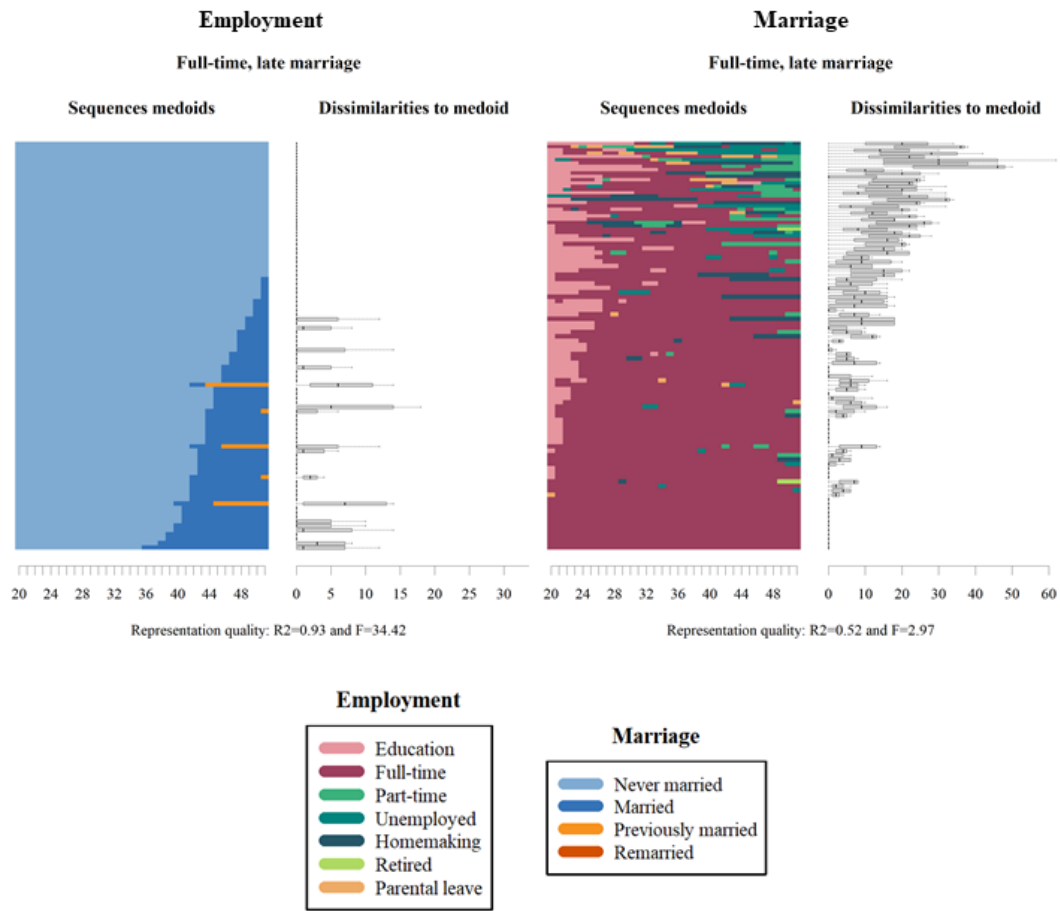 Employment
Marriage
Full-time, late marriage
Full-time, late marriage
Sequences medoids
Dissimilarities to medoid
Sequences medoids
Dissimilarities to medoid
20 24 28 32 36 40 44 48
0 5 10 15 20 25 30
20 24 28 32 36 40 44 48
0 10 20 30 40 50 60
Representation quality: R2=0.93 and F=34.42
Representation quality: R2=0.52 and F=2.97
Employment
Education
Full-time
Part-time
Unemployed
Homemaking
Retired
Parental leave
Marriage
Never married
Married
Previously married
Remarried